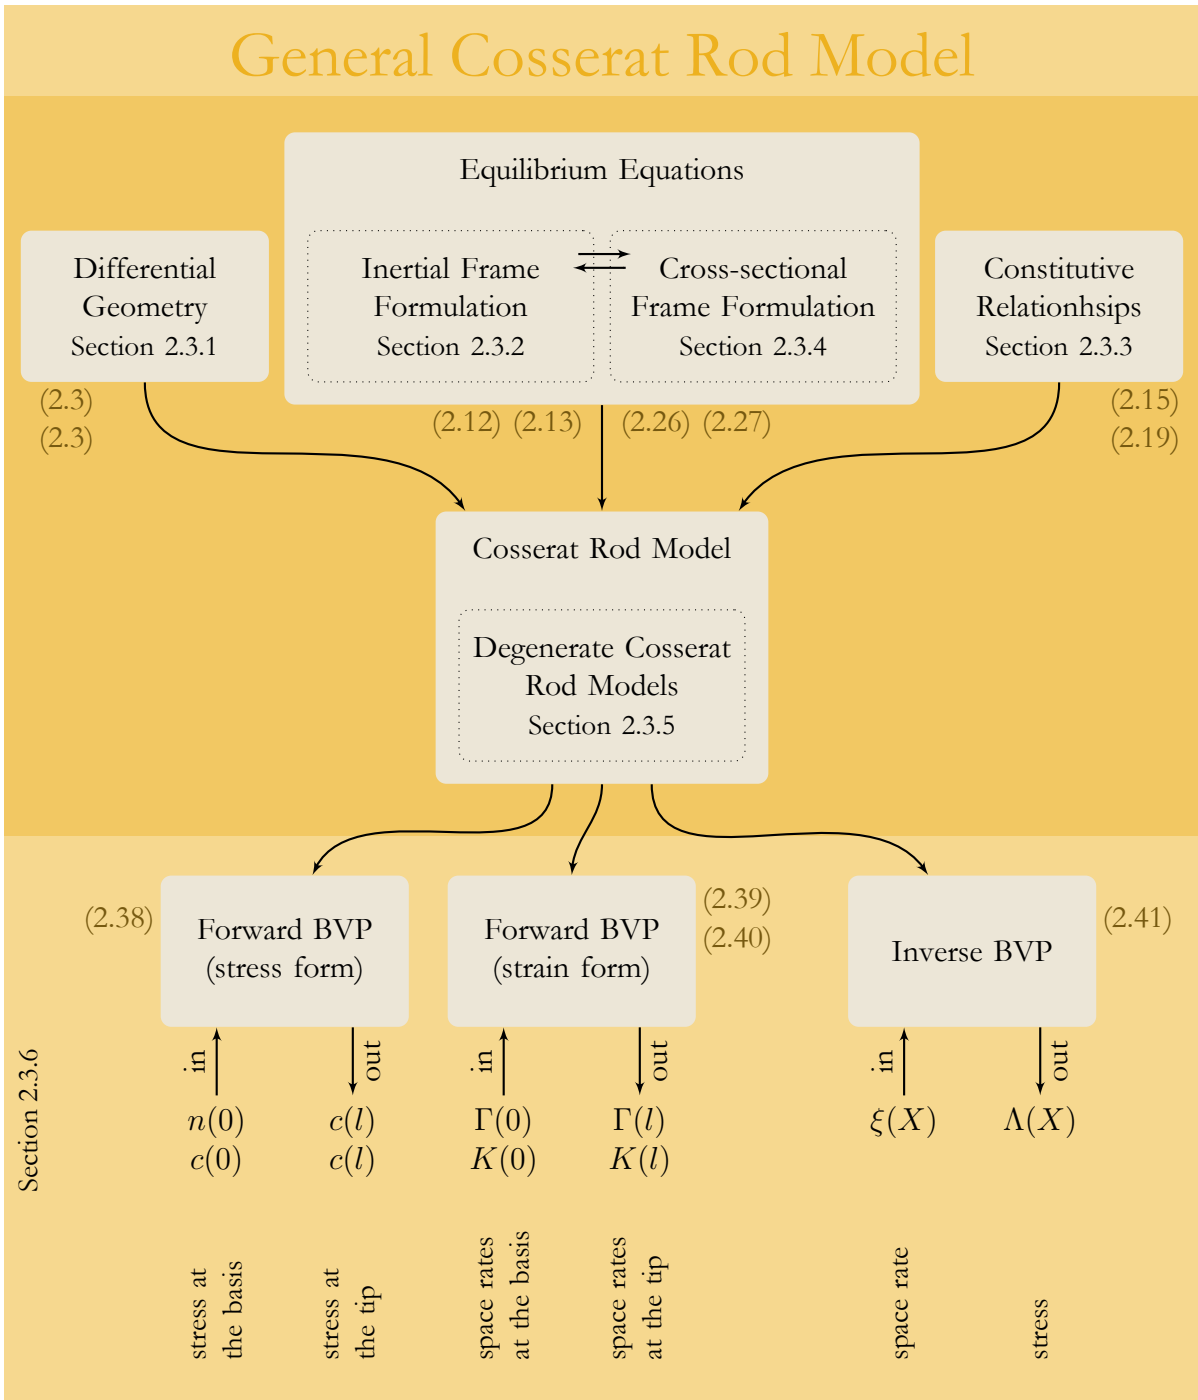 General Cosserat Rod Model
Equilibrium Equations
Differential
Geometry
Section 2.3.1
Inertial Frame
Formulation
Section 2.3.2
Cross-sectional
Frame Formulation
Section 2.3.4
Constitutive
Relationhsips
Section 2.3.3
(2.3)
(2.3)
(2.12) (2.13)
(2.26) (2.27)
(2.15)
(2.19)
Cosserat Rod Model
Degenerate Cosserat
Rod Models
Section 2.3.5
(2.38)
Forward BVP
(stress form)
Forward BVP
(strain form)
(2.39)
(2.40)
Inverse BVP
(2.41)
Section 2.3.6
in
out
in
out
in
out
n(0)
c(0)
c(l)
c(l)
Γ(0)
K(0)
Γ(l)
K(l)
ξ(X)
Λ(X)
stress at
the basis
stress at
the tip
space rates
at the basis
space rates
at the tip
space rate
stress